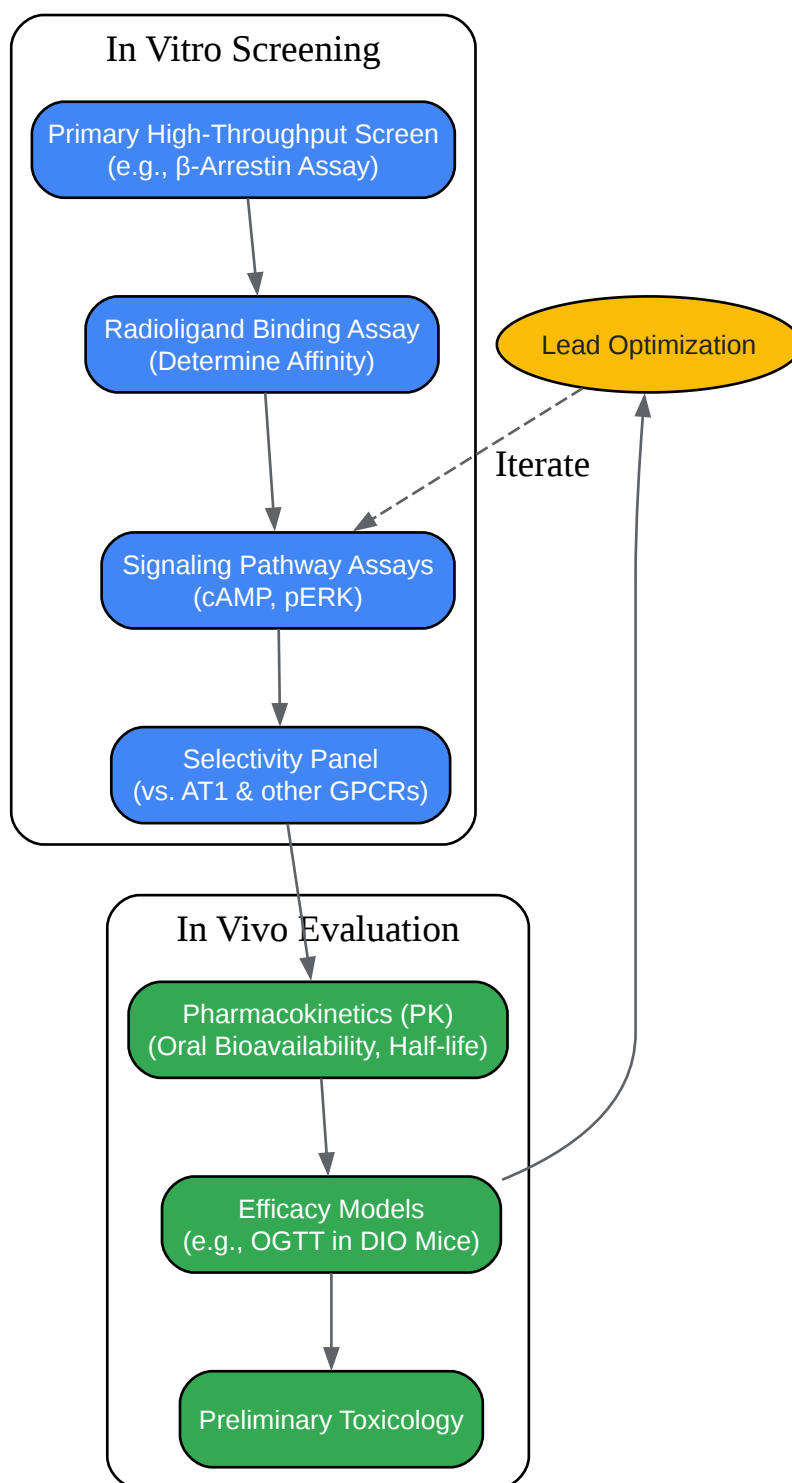 In Vitro Screening
Primary High-Throughput Screen
(e.g., β-Arrestin Assay)
Radioligand Binding Assay
(Determine Affinity)
Lead Optimization
Iterate
Signaling Pathway Assays
(cAMP, pERK)
Selectivity Panel
(vs. AT1 & other GPCRs)
In Vivo Evaluation
Pharmacokinetics (PK)
(Oral Bioavailability, Half-life)
Efficacy Models
(e.g., OGTT in DIO Mice)
Preliminary Toxicology